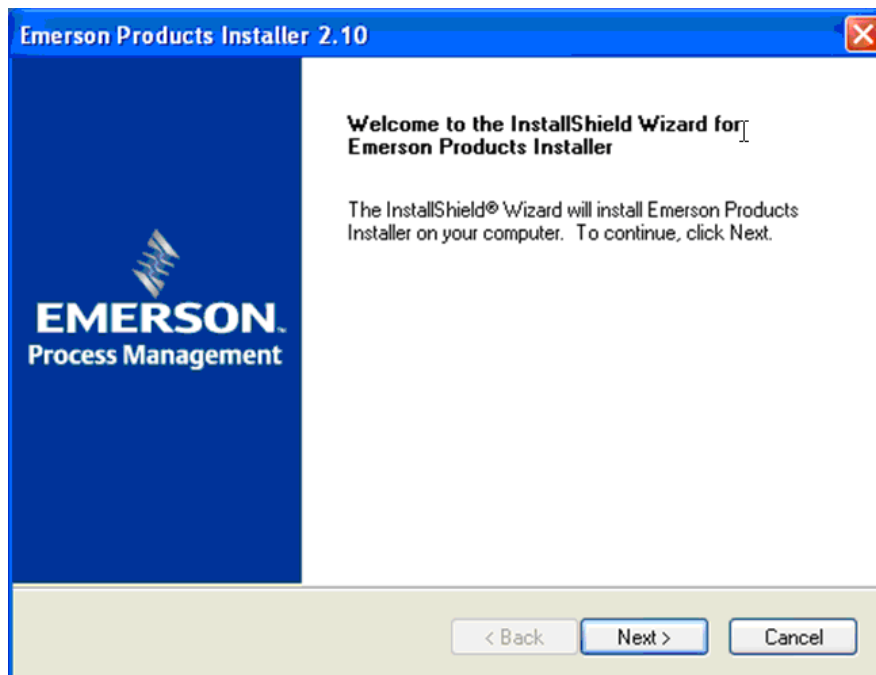 Emerson Products Installer 2.10
Welcome to the InstallShield Wizard for
Emerson Products Installer
The InstallShield® Wizard will install Emerson Products
Installer on your computer. To continue, click Next.
EMERSON™
Process Management
< Back
Next >
Cancel